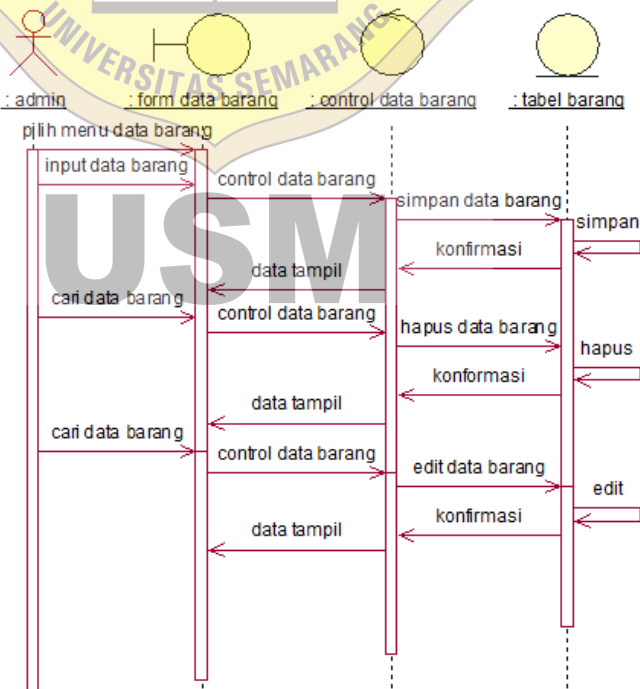 UNIVERSITAS SEMARANG
USM
: admin
: form data barang
: control data barang
: tabel barang
pilih menu data barang
input data barang
control data barang
simpan data barang
simpan
konfirmasi
data tampil
cari data barang
control data barang
hapus data barang
hapus
konformasi
data tampil
cari data barang
control data barang
edit data barang
edit
konfirmasi
data tampil